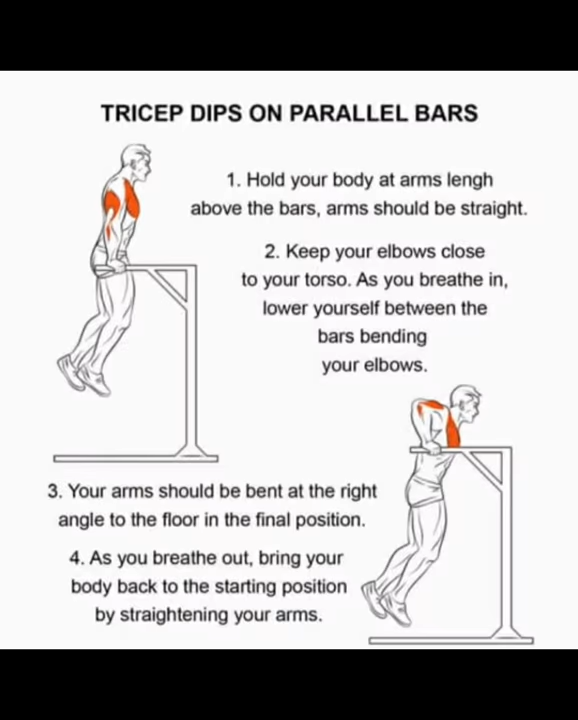 TRICEP DIPS ON PARALLEL BARS
1. Hold your body at arms lengh
above the bars, arms should be straight.
2. Keep your elbows close
to your torso. As you breathe in,
lower yourself between the
bars bending
your elbows.
3. Your arms should be bent at the right
angle to the floor in the final position.
4. As you breathe out, bring your
body back to the starting position
by straightening your arms.